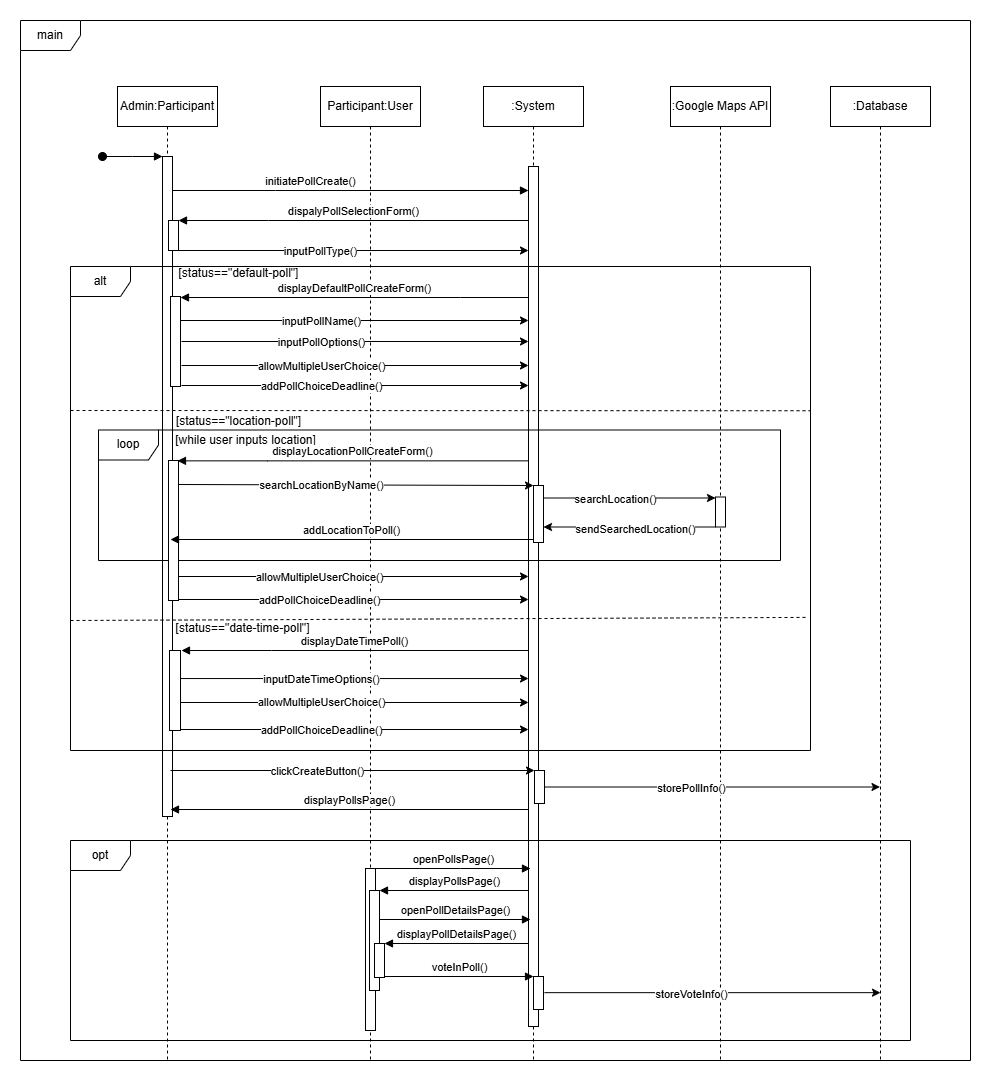 main
Admin:Participant
Participant:User
:System
:Google Maps API
:Database
initiatePollCreate()
dispalyPollSelectionForm()
inputPollType()
alt
[status=="default-poll"]
displayDefaultPollCreateForm()
inputPollName()
inputPollOptions()
allowMultipleUserChoice()
addPollChoiceDeadline()
[status=="location-poll"]
loop
[while user inputs location]
displayLocationPollCreateForm()
searchLocationByName()
searchLocation()
sendSearchedLocation()
addLocationToPoll()
allowMultipleUserChoice()
addPollChoiceDeadline()
[status=="date-time-poll"]
displayDateTimePoll()
inputDateTimeOptions()
allowMultipleUserChoice()
addPollChoiceDeadline()
clickCreateButton()
storePollInfo()
displayPollsPage()
opt
openPollsPage()
displayPollsPage()
openPollDetailsPage()
displayPollDetailsPage()
voteInPoll()
storeVoteInfo()